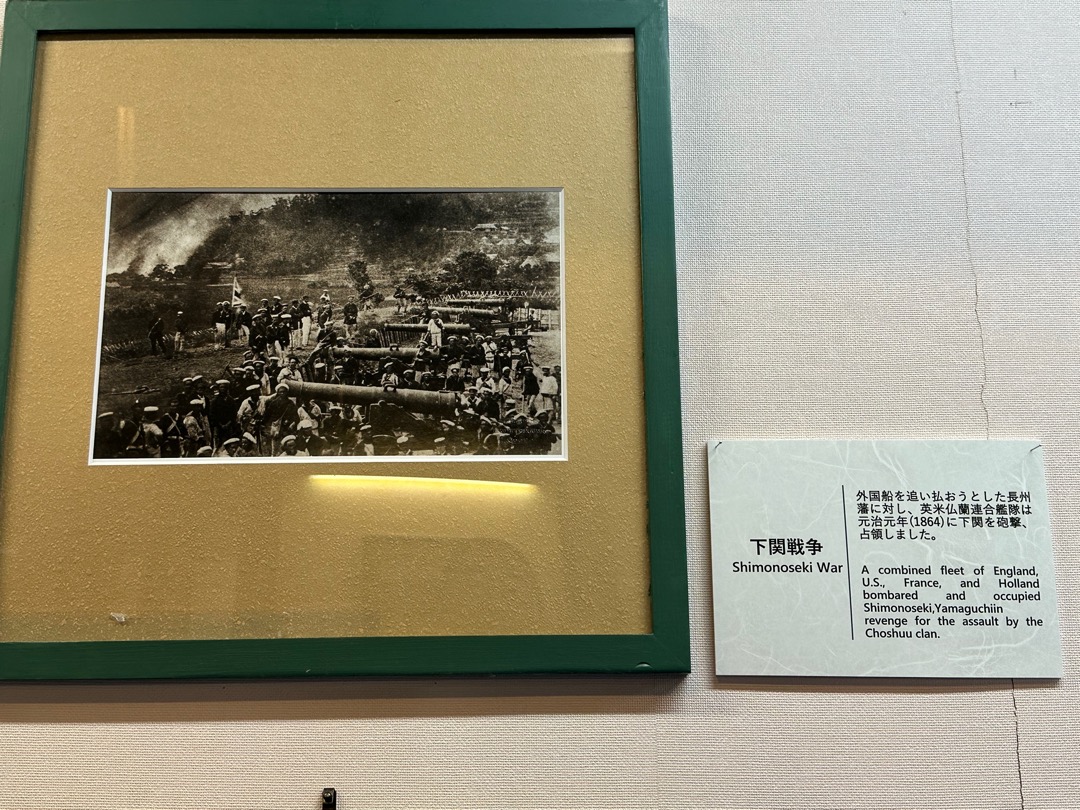 下関戦争
Shimonoseki War
外国船を追い払おうとした長州
藩に対し、英米仏蘭連合艦隊は
元治元年(1864)に下関を砲撃、
占領しました。
A combined fleet of England,
U.S., France, and Holland
bombared and occupied
Shimonoseki,Yamaguchiin
revenge for the assault by the
Choshuu clan.